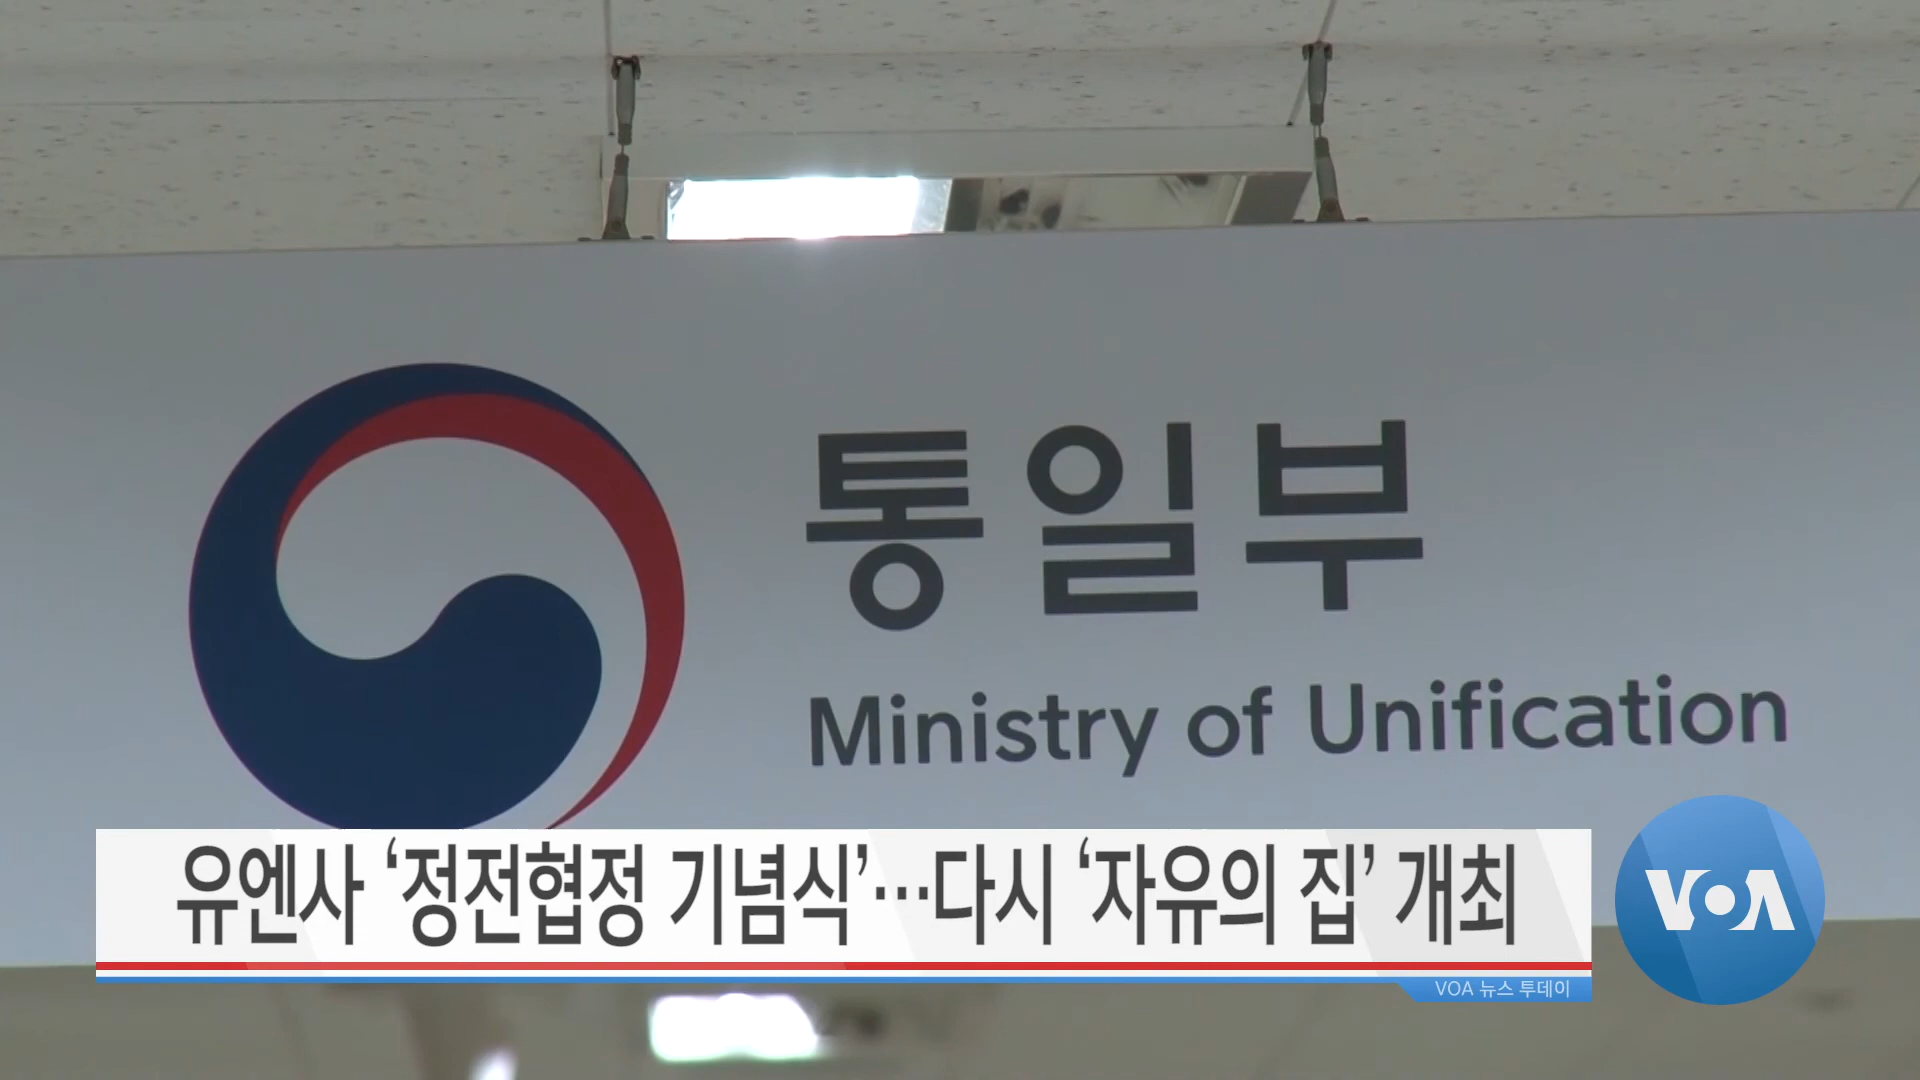 통일부
Ministry of Unification
유엔사 ‘정전협정 기념식’…다시 ‘자유의 집’ 개최
VOA
VOA 뉴스 투데이